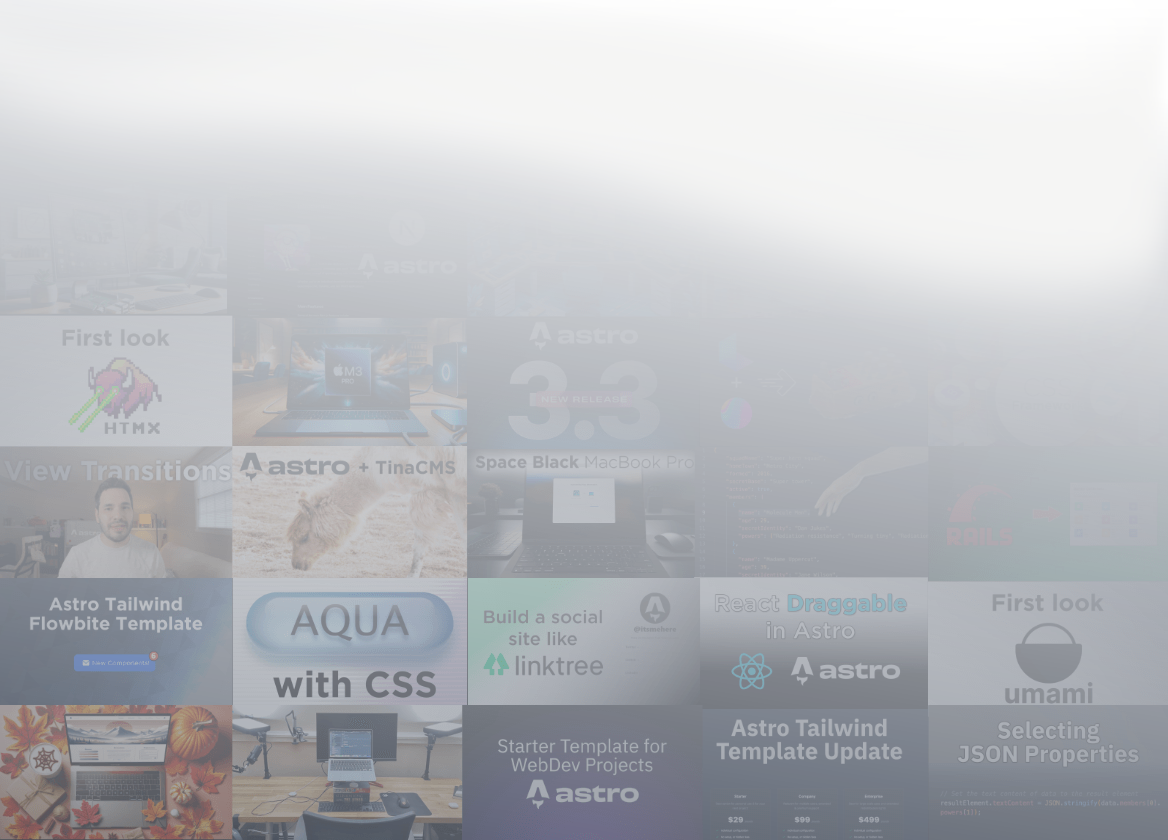 astro
First look
HTMX
M3
astro
3.3
NEW RELEASE
View Transitions
astro + TinaCMS
Space Black MacBook Pro
RAILS
Astro Tailwind
Flowbite Template
New Components!
AQUA
with CSS
Build a social
site like
linktree
React Draggable
in Astro
astro
First look
umami
Starter Template for
WebDev Projects
astro
Astro Tailwind
Template Update
$29
$99
$499
Selecting
JSON Properties